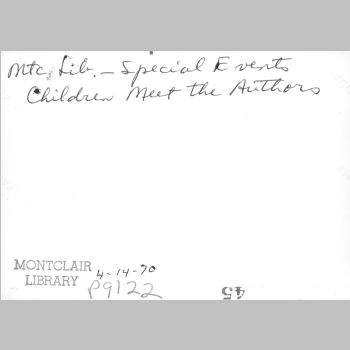 Mtc. Lib. — Special Events
Children Meet the Authors
MONTCLAIR 4-14-70
LIBRARY P9122
45